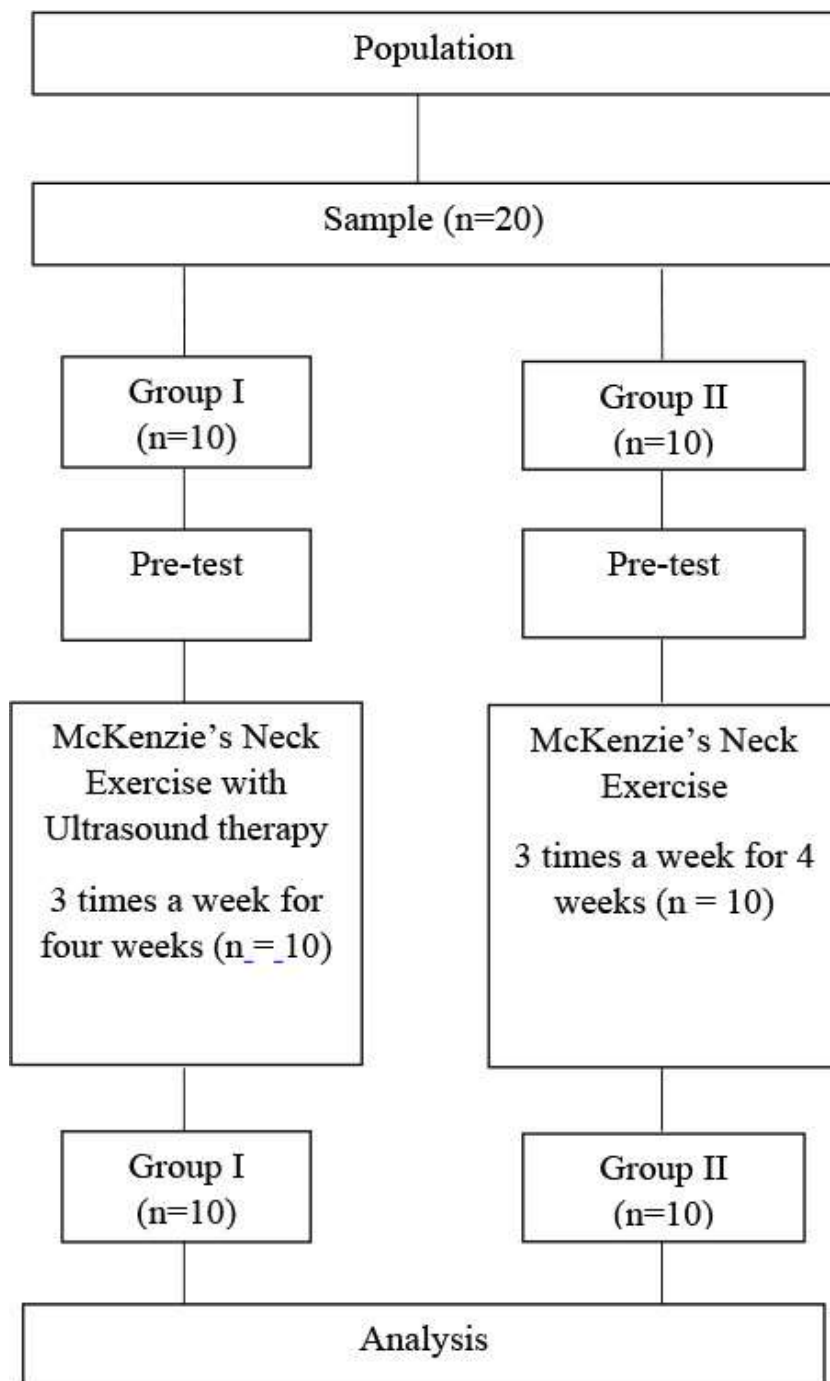 Population
Sample (n=20)
Group I
(n=10)
Group II
(n=10)
Pre-test
Pre-test
McKenzie’s Neck
Exercise with
Ultrasound therapy
3 times a week for
four weeks (n = 10)
McKenzie’s Neck
Exercise
3 times a week for 4
weeks (n = 10)
Group I
(n=10)
Group II
(n=10)
Analysis